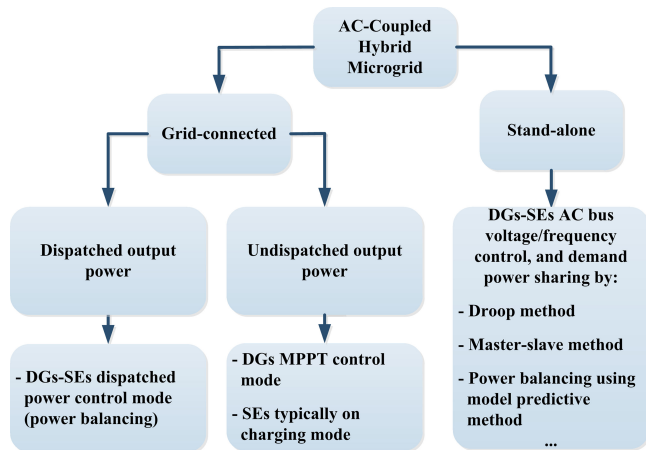 AC-Coupled
Hybrid
Microgrid
Grid-connected
Stand-alone
Dispatched output
power
Undispatched output
power
DGs-SEs AC bus
voltage/frequency
control, and demand
power sharing by:
- Droop method
- Master-slave method
- Power balancing using
model predictive
method
...
- DGs-SEs dispatched
power control mode
(power balancing)
- DGs MPPT control
mode
- SEs typically on
charging mode